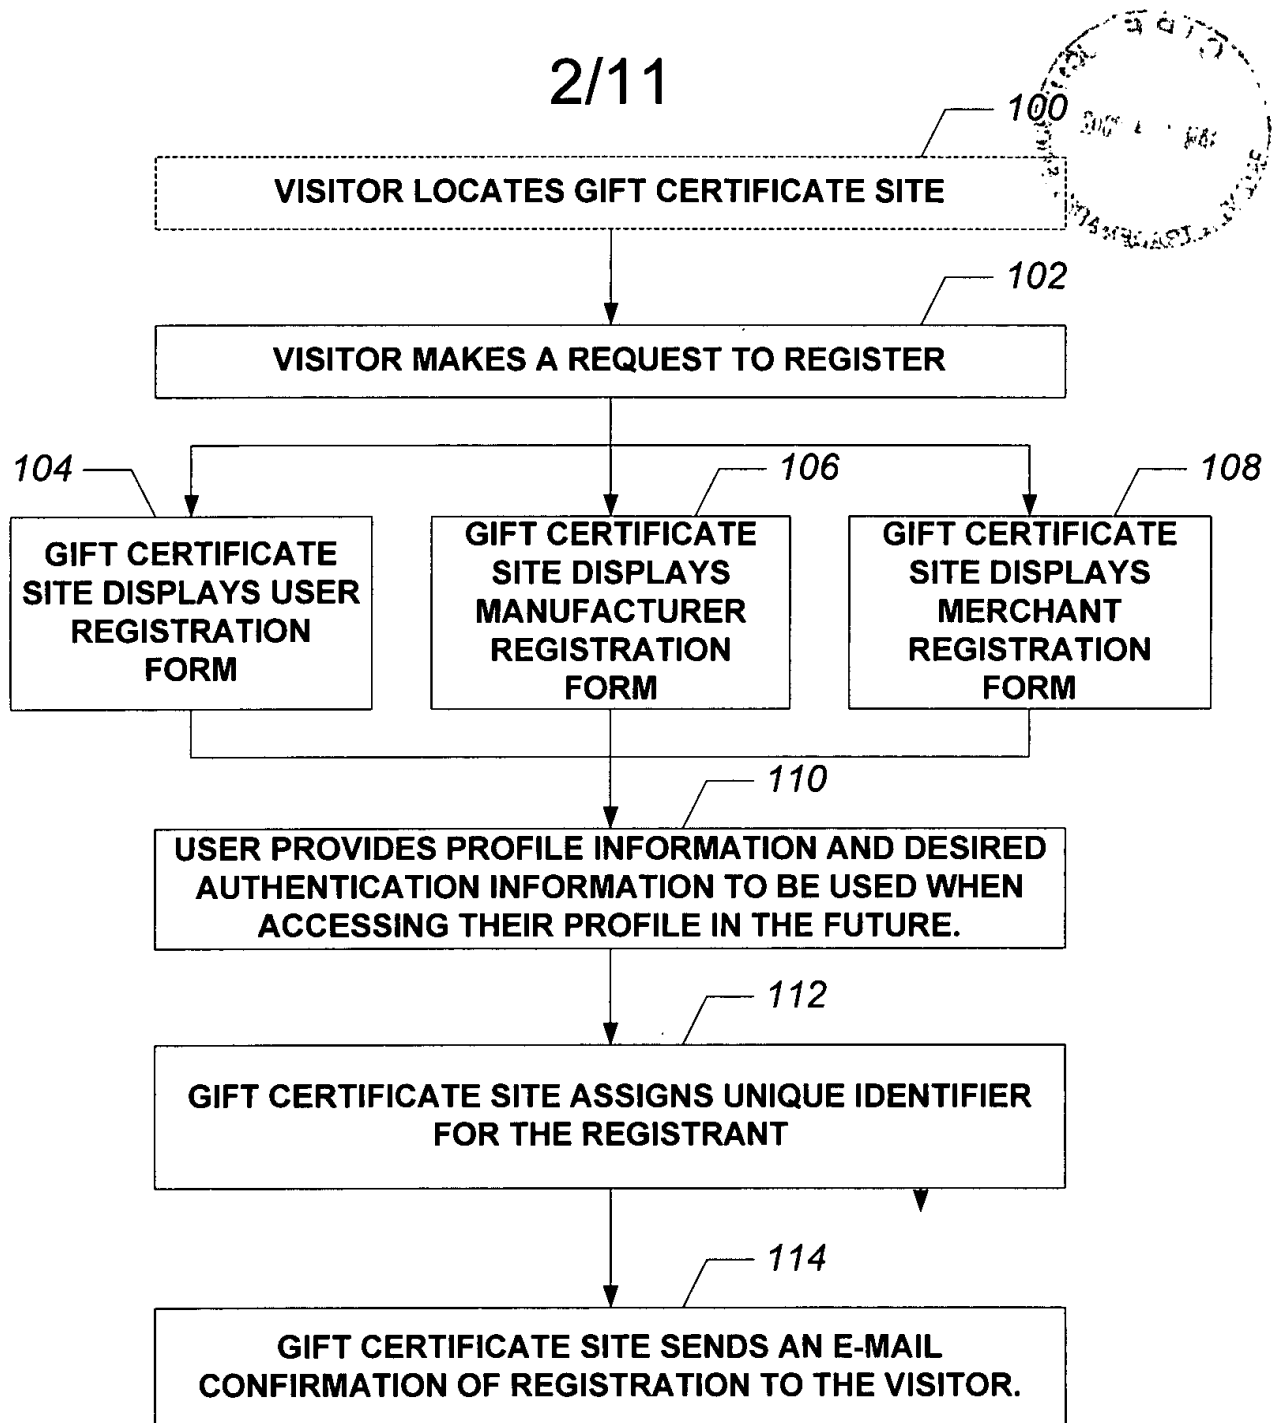 2/11
100
VISITOR LOCATES GIFT CERTIFICATE SITE
102
VISITOR MAKES A REQUEST TO REGISTER
104
106
108
GIFT CERTIFICATE
SITE DISPLAYS USER
REGISTRATION
FORM
GIFT CERTIFICATE
SITE DISPLAYS
MANUFACTURER
REGISTRATION
FORM
GIFT CERTIFICATE
SITE DISPLAYS
MERCHANT
REGISTRATION
FORM
110
USER PROVIDES PROFILE INFORMATION AND DESIRED
AUTHENTICATION INFORMATION TO BE USED WHEN
ACCESSING THEIR PROFILE IN THE FUTURE.
112
GIFT CERTIFICATE SITE ASSIGNS UNIQUE IDENTIFIER
FOR THE REGISTRANT
114
GIFT CERTIFICATE SITE SENDS AN E-MAIL
CONFIRMATION OF REGISTRATION TO THE VISITOR.